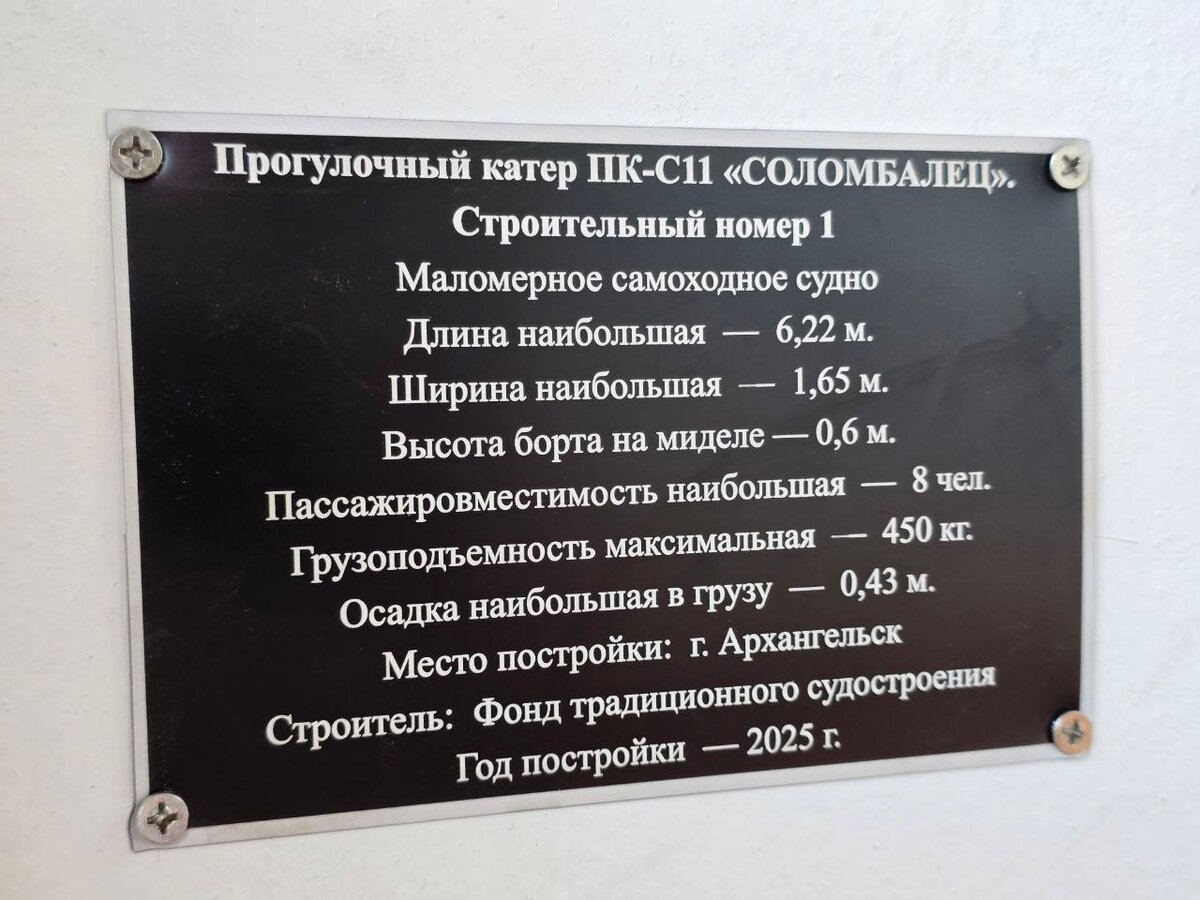 Прогулочный катер ПК-С11 «СОЛОМБАЛЕЦ».
Строительный номер 1
Маломерное самоходное судно
Длина наибольшая — 6,22 м.
Ширина наибольшая — 1,65 м.
Высота борта на миделе — 0,6 м.
Пассажировместимость наибольшая — 8 чел.
Грузоподъемность максимальная — 450 кг.
Осадка наибольшая в грузу — 0,43 м.
Место постройки: г. Архангельск
Строитель: Фонд традиционного судостроения
Год постройки — 2025 г.